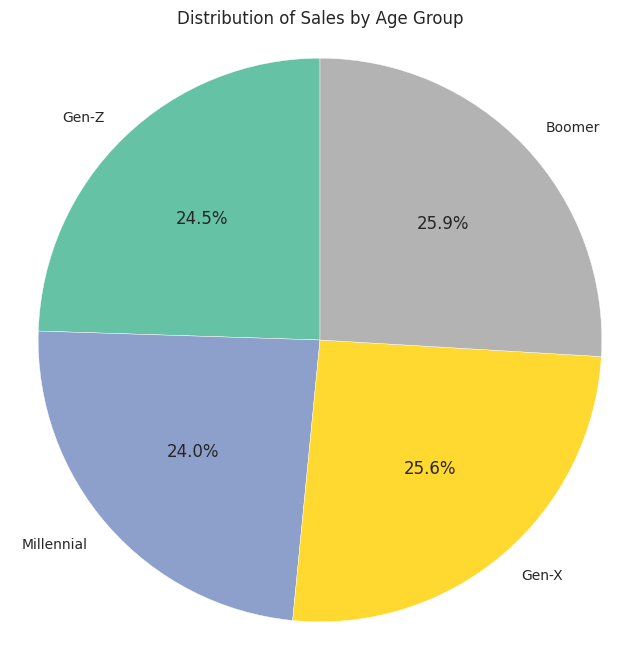 Distribution of Sales by Age Group
Gen-Z
Boomer
24.5%
25.9%
24.0%
25.6%
Millennial
Gen-X